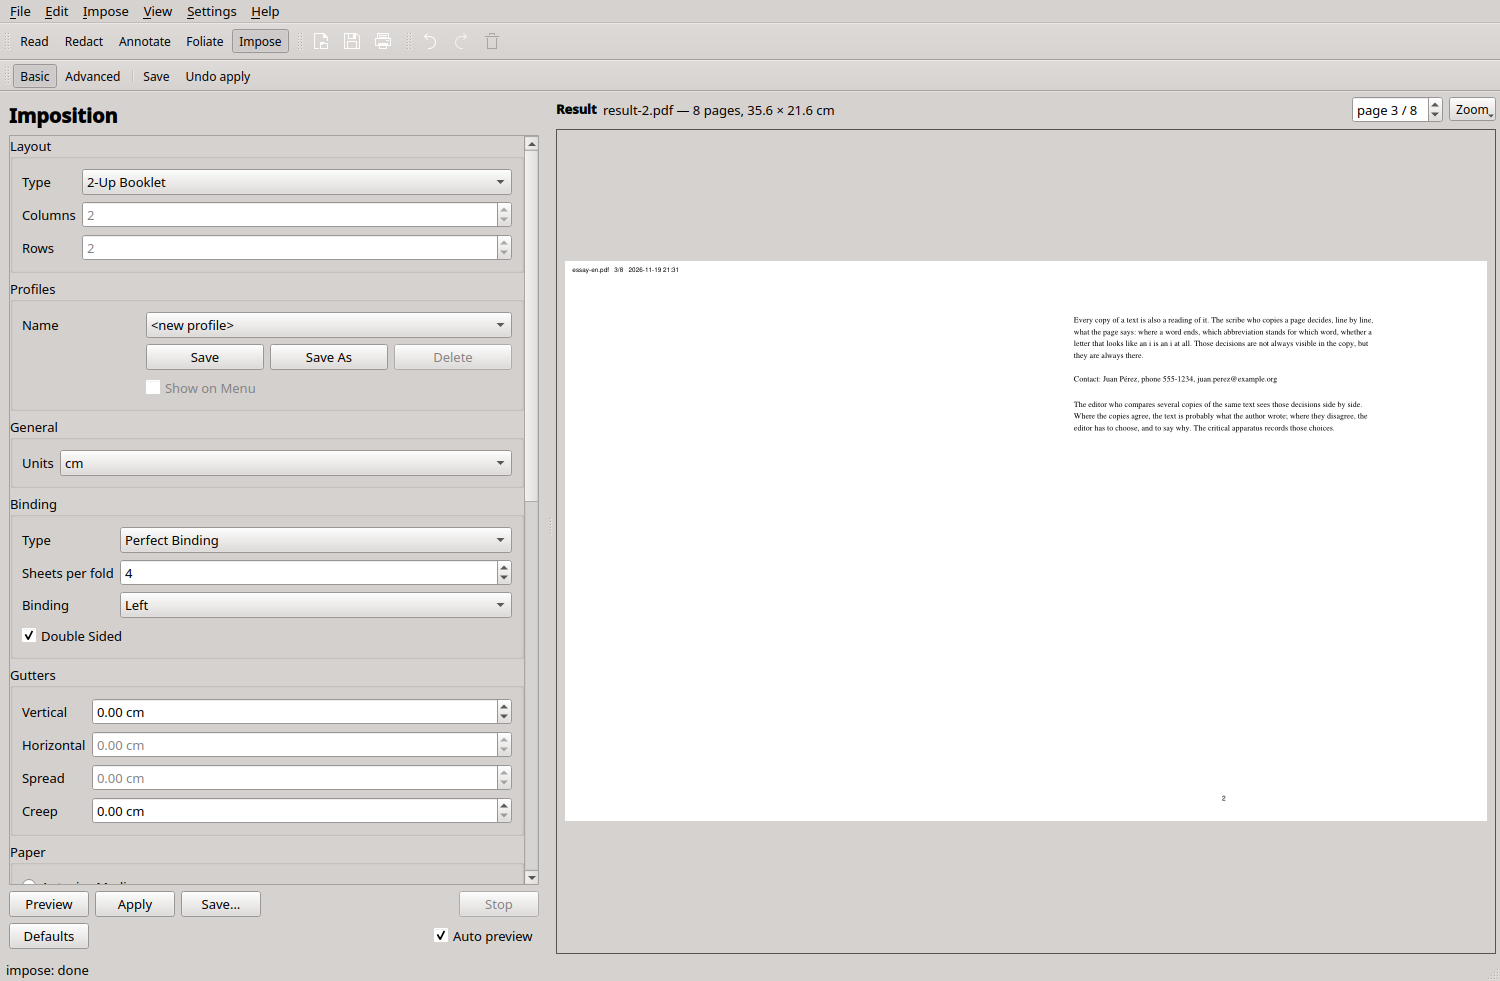 File Edit Impose View Settings Help
Read Redact Annotate Foliate Impose
Basic Advanced Save Undo apply
Imposition
Layout
Type 2-Up Booklet
Columns 2
Rows 2
Profiles
Name <new profile>
Save Save As Delete
Show on Menu
General
Units cm
Binding
Type Perfect Binding
Sheets per fold 4
Binding Left
Double Sided
Gutters
Vertical 0.00 cm
Horizontal 0.00 cm
Spread 0.00 cm
Creep 0.00 cm
Paper
Preview Apply Save... Stop
Defaults Auto preview
impose: done
Result result-2.pdf — 8 pages, 35.6 × 21.6 cm page 3 / 8 Zoom
essay-en.pdf 3/8 2026-11-19 21:31
Every copy of a text is also a reading of it. The scribe who copies a page decides, line by line,
what the page says: where a word ends, which abbreviation stands for which word, whether a
letter that looks like an i is an i at all. Those decisions are not always visible in the copy, but
they are always there.
Contact: Juan Pérez, phone 555-1234, juan.perez@example.org
The editor who compares several copies of the same text sees those decisions side by side.
Where the copies agree, the text is probably what the author wrote; where they disagree, the
editor has to choose, and to say why. The critical apparatus records those choices.
2